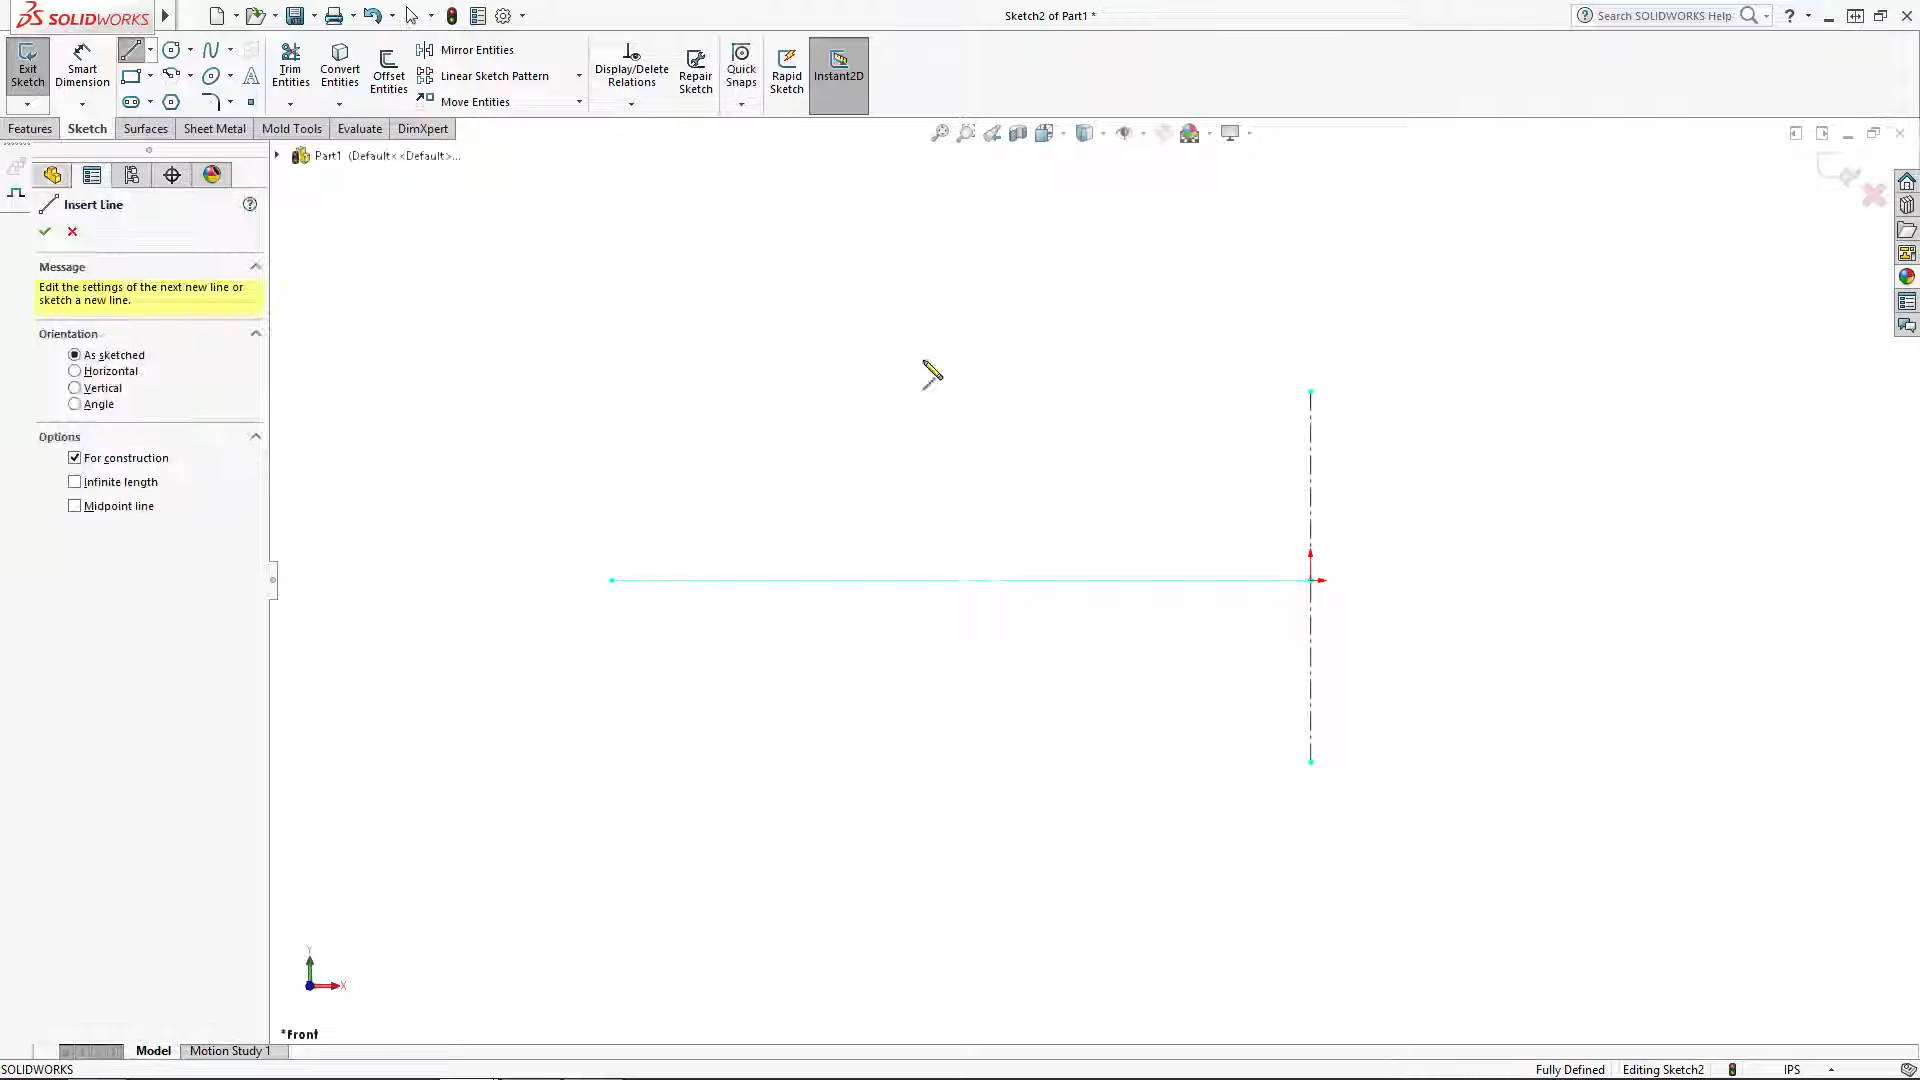 SOLIDWORKS
Sketch2 of Part1 *
Search SOLIDWORKS Help
Exit Sketch
Smart Dimension
Trim Entities
Convert Entities
Offset Entities
Mirror Entities
Linear Sketch Pattern
Move Entities
Display/Delete Relations
Repair Sketch
Quick Snaps
Rapid Sketch
Instant2D
Features Sketch Surfaces Sheet Metal Mold Tools Evaluate DimXpert
Part1 (Default<<Default>...
Insert Line
Message
Edit the settings of the next new line or
sketch a new line.
Orientation
As sketched
Horizontal
Vertical
Angle
Options
For construction
Infinite length
Midpoint line
Y
X
*Front
Model Motion Study 1
SOLIDWORKS Fully Defined Editing Sketch2 IPS